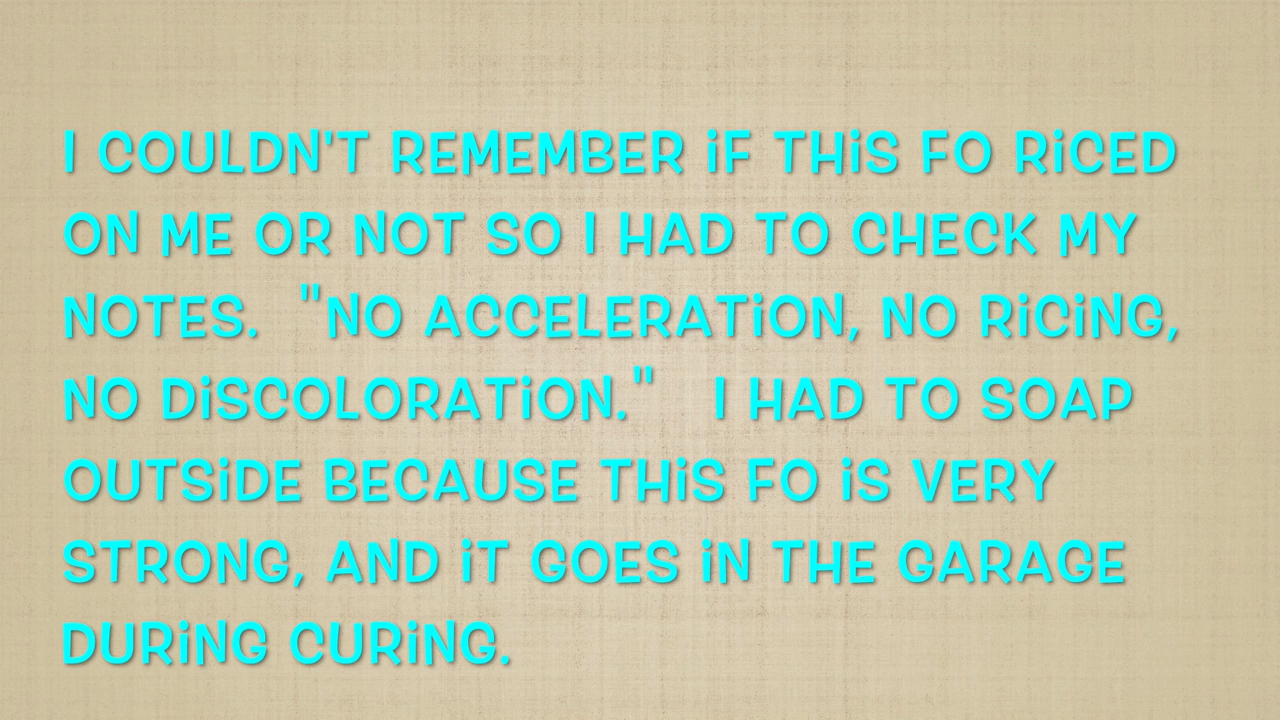 I COULDN'T REMEMBER iF THiS FO RiCED
ON ME OR NOT SO I HAD TO CHECK MY
NOTES. "NO ACCELERATiON, NO RiCiNG,
NO DiSCOLORATiON." I HAD TO SOAP
OUTSiDE BECAUSE THiS FO iS VERY
STRONG, AND iT GOES iN THE GARAGE
DURiNG CURiNG.